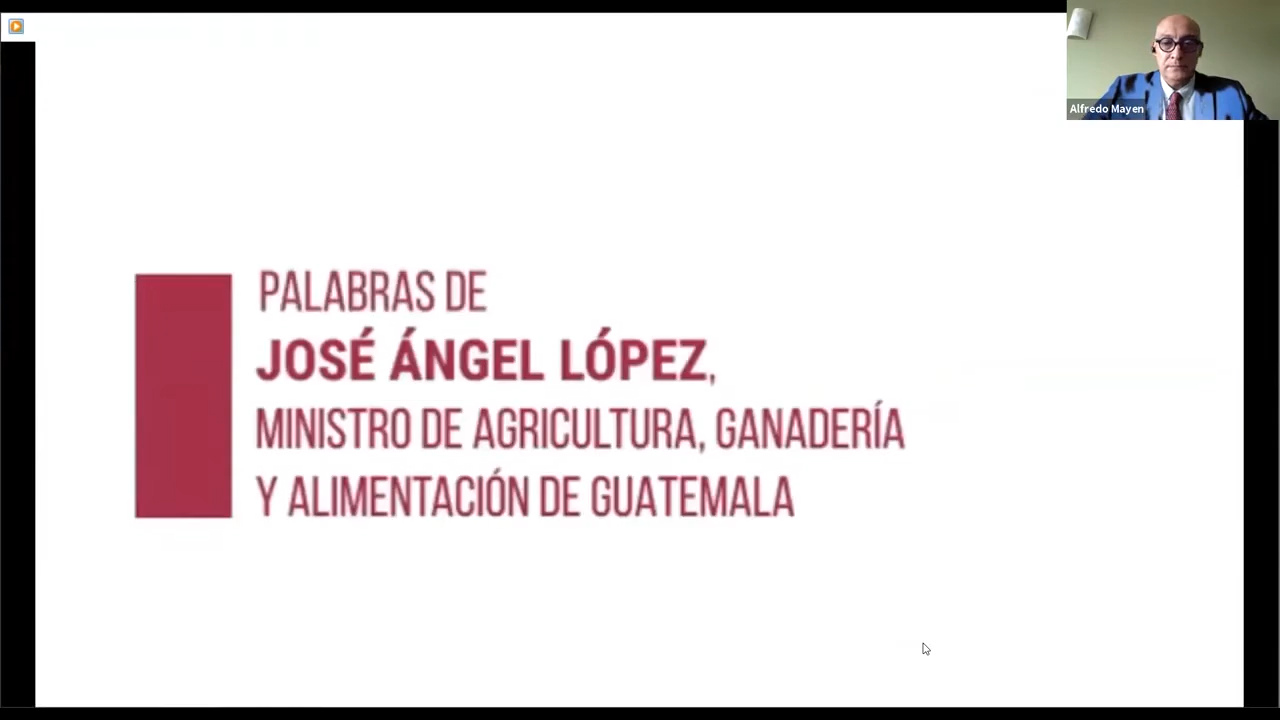 Alfredo Mayen
PALABRAS DE
JOSÉ ÁNGEL LÓPEZ,
MINISTRO DE AGRICULTURA, GANADERÍA
Y ALIMENTACIÓN DE GUATEMALA